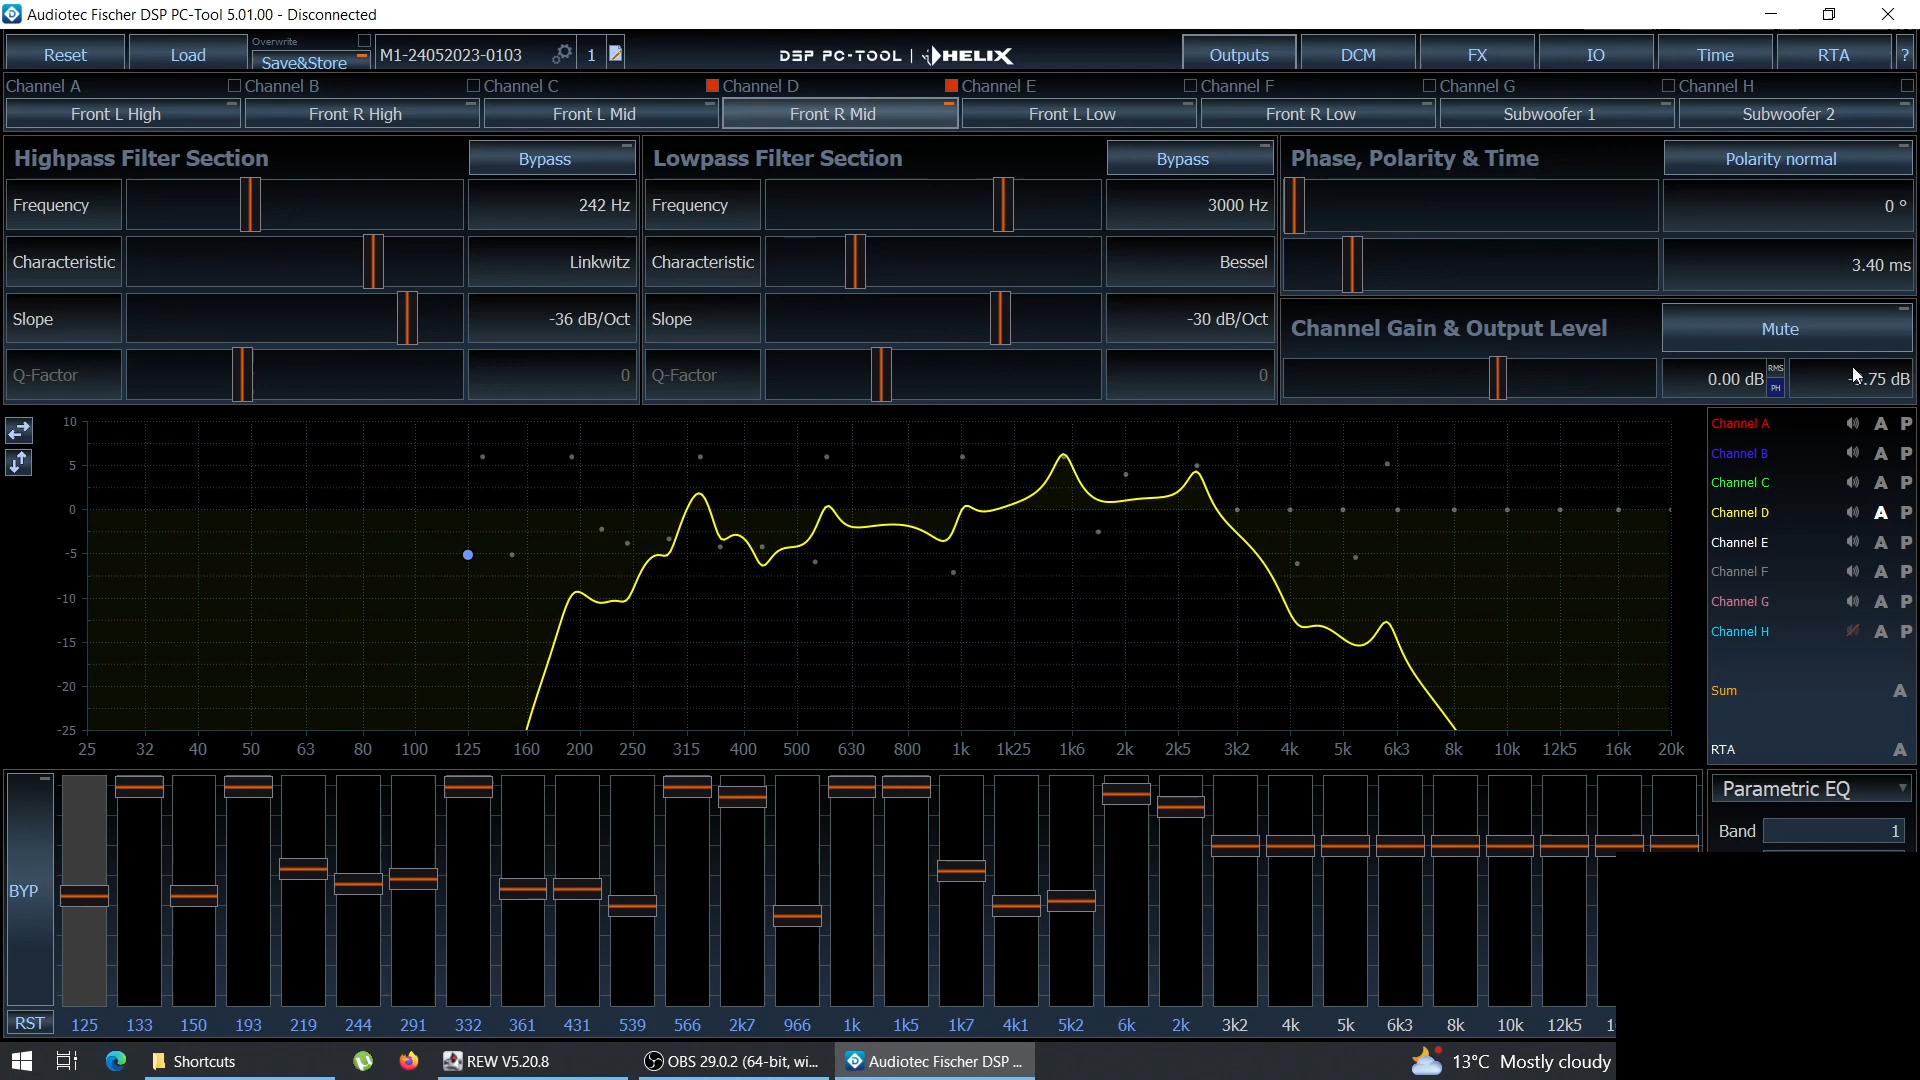 Audiotec Fischer DSP PC-Tool 5.01.00 - Disconnected
Reset
Load
Overwrite
Save&Store
M1-24052023-0103
1
DSP PC-TOOL | HELIX
Outputs
DCM
FX
IO
Time
RTA
?
Channel A
Channel B
Channel C
Channel D
Channel E
Channel F
Channel G
Channel H
Front L High
Front R High
Front L Mid
Front R Mid
Front L Low
Front R Low
Subwoofer 1
Subwoofer 2
Highpass Filter Section
Bypass
Frequency
242 Hz
Characteristic
Linkwitz
Slope
-36 dB/Oct
Q-Factor
0
Lowpass Filter Section
Bypass
Frequency
3000 Hz
Characteristic
Bessel
Slope
-30 dB/Oct
Q-Factor
0
Phase, Polarity & Time
Polarity normal
0 °
3.40 ms
Channel Gain & Output Level
Mute
0.00 dB
RMS
PH
.75 dB
10
5
0
-5
-10
-15
-20
-25
25 32 40 50 63 80 100 125 160 200 250 315 400 500 630 800 1k 1k25 1k6 2k 2k5 3k2 4k 5k 6k3 8k 10k 12k5 16k 20k
Channel A A P
Channel B A P
Channel C A P
Channel D A P
Channel E A P
Channel F A P
Channel G A P
Channel H A P
Sum A
RTA A
BYP
RST
125 133 150 193 219 244 291 332 361 431 539 566 2k7 966 1k 1k5 1k7 4k1 5k2 6k 2k 3k2 4k 5k 6k3 8k 10k 12k5 1
Parametric EQ
Band 1
Shortcuts
REW V5.20.8
OBS 29.0.2 (64-bit, wi...
Audiotec Fischer DSP ...
13°C Mostly cloudy